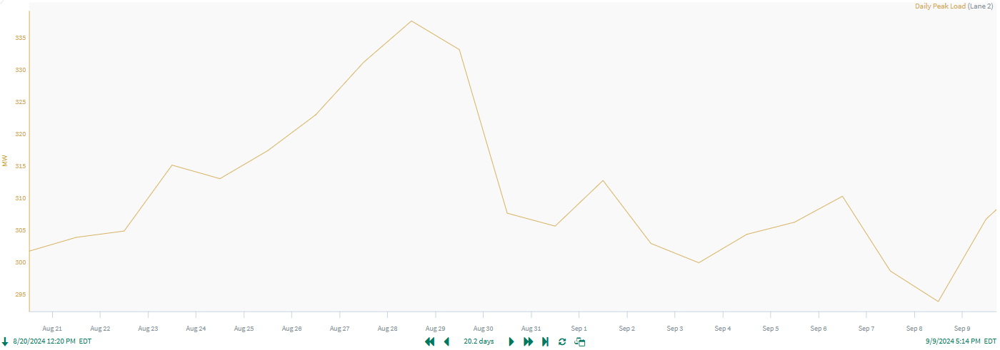 Daily Peak Load (Lane 2)
335
330
325
320
315
310
305
300
295
MW
Aug 21 Aug 22 Aug 23 Aug 24 Aug 25 Aug 26 Aug 27 Aug 28 Aug 29 Aug 30 Aug 31 Sep 1 Sep 2 Sep 3 Sep 4 Sep 5 Sep 6 Sep 7 Sep 8 Sep 9
8/20/2024 12:20 PM EDT 20.2 days 9/9/2024 5:14 PM EDT